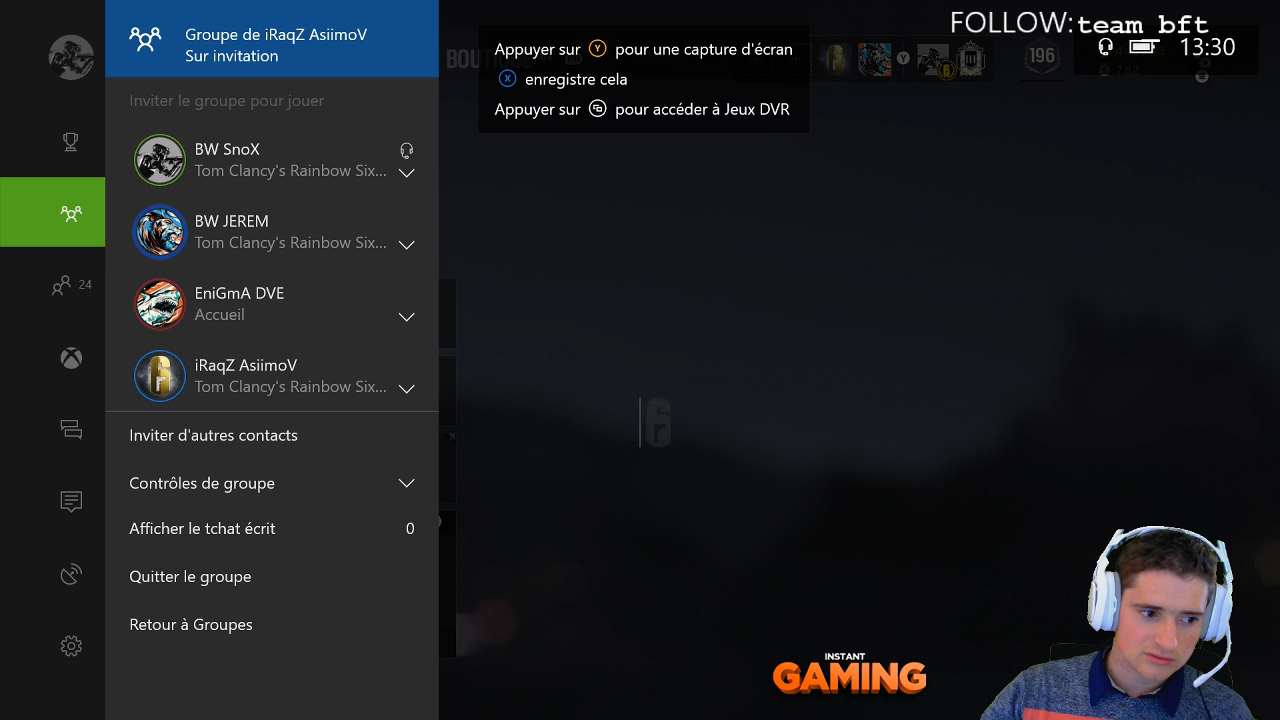 FOLLOW: team bft
13:30
196
Groupe de iRaqZ AsiimoV
Sur invitation
Inviter le groupe pour jouer
BW SnoX
Tom Clancy's Rainbow Six...
BW JEREM
Tom Clancy's Rainbow Six...
EniGmA DVE
Accueil
iRaqZ AsiimoV
Tom Clancy's Rainbow Six...
Inviter d'autres contacts
Contrôles de groupe
Afficher le tchat écrit 0
Quitter le groupe
Retour à Groupes
24
Appuyer sur Y pour une capture d'écran
X enregistre cela
Appuyer sur pour accéder à Jeux DVR
INSTANT
GAMING